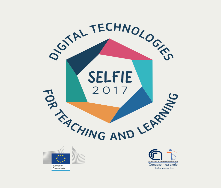 DIGITAL TECHNOLOGIES
SELFIE
2017
FOR TEACHING AND LEARNING